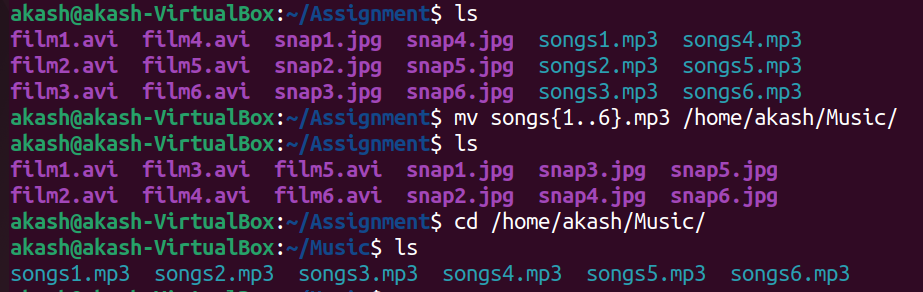 akash@akash-VirtualBox:~/Assignment$ ls
film1.avi film4.avi snap1.jpg snap4.jpg songs1.mp3 songs4.mp3
film2.avi film5.avi snap2.jpg snap5.jpg songs2.mp3 songs5.mp3
film3.avi film6.avi snap3.jpg snap6.jpg songs3.mp3 songs6.mp3
akash@akash-VirtualBox:~/Assignment$ mv songs{1..6}.mp3 /home/akash/Music/
akash@akash-VirtualBox:~/Assignment$ ls
film1.avi film3.avi film5.avi snap1.jpg snap3.jpg snap5.jpg
film2.avi film4.avi film6.avi snap2.jpg snap4.jpg snap6.jpg
akash@akash-VirtualBox:~/Assignment$ cd /home/akash/Music/
akash@akash-VirtualBox:~/Music$ ls
songs1.mp3 songs2.mp3 songs3.mp3 songs4.mp3 songs5.mp3 songs6.mp3